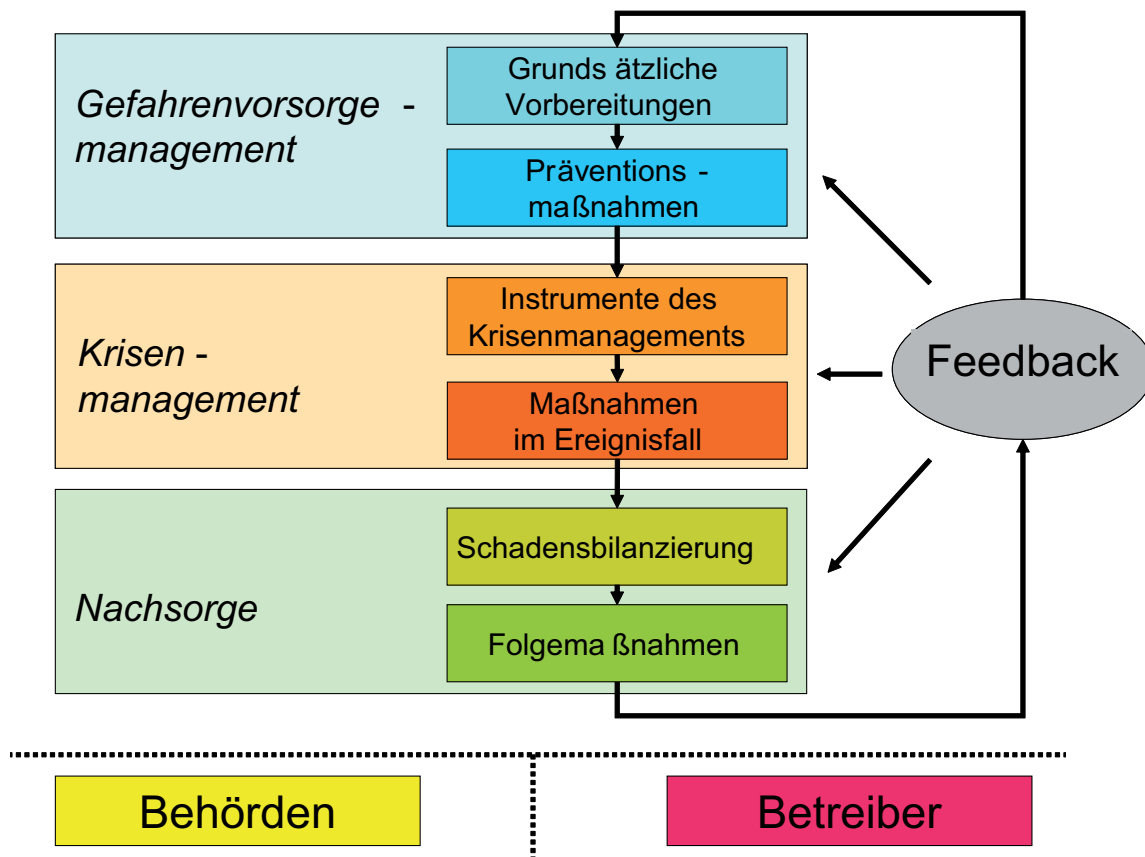 Gefahrenvorsorge -
management
Grunds ätzliche
Vorbereitungen
Präventions -
maßnahmen
Krisen -
management
Instrumente des
Krisenmanagements
Maßnahmen
im Ereignisfall
Feedback
Nachsorge
Schadensbilanzierung
Folgema ßnahmen
Behörden
Betreiber